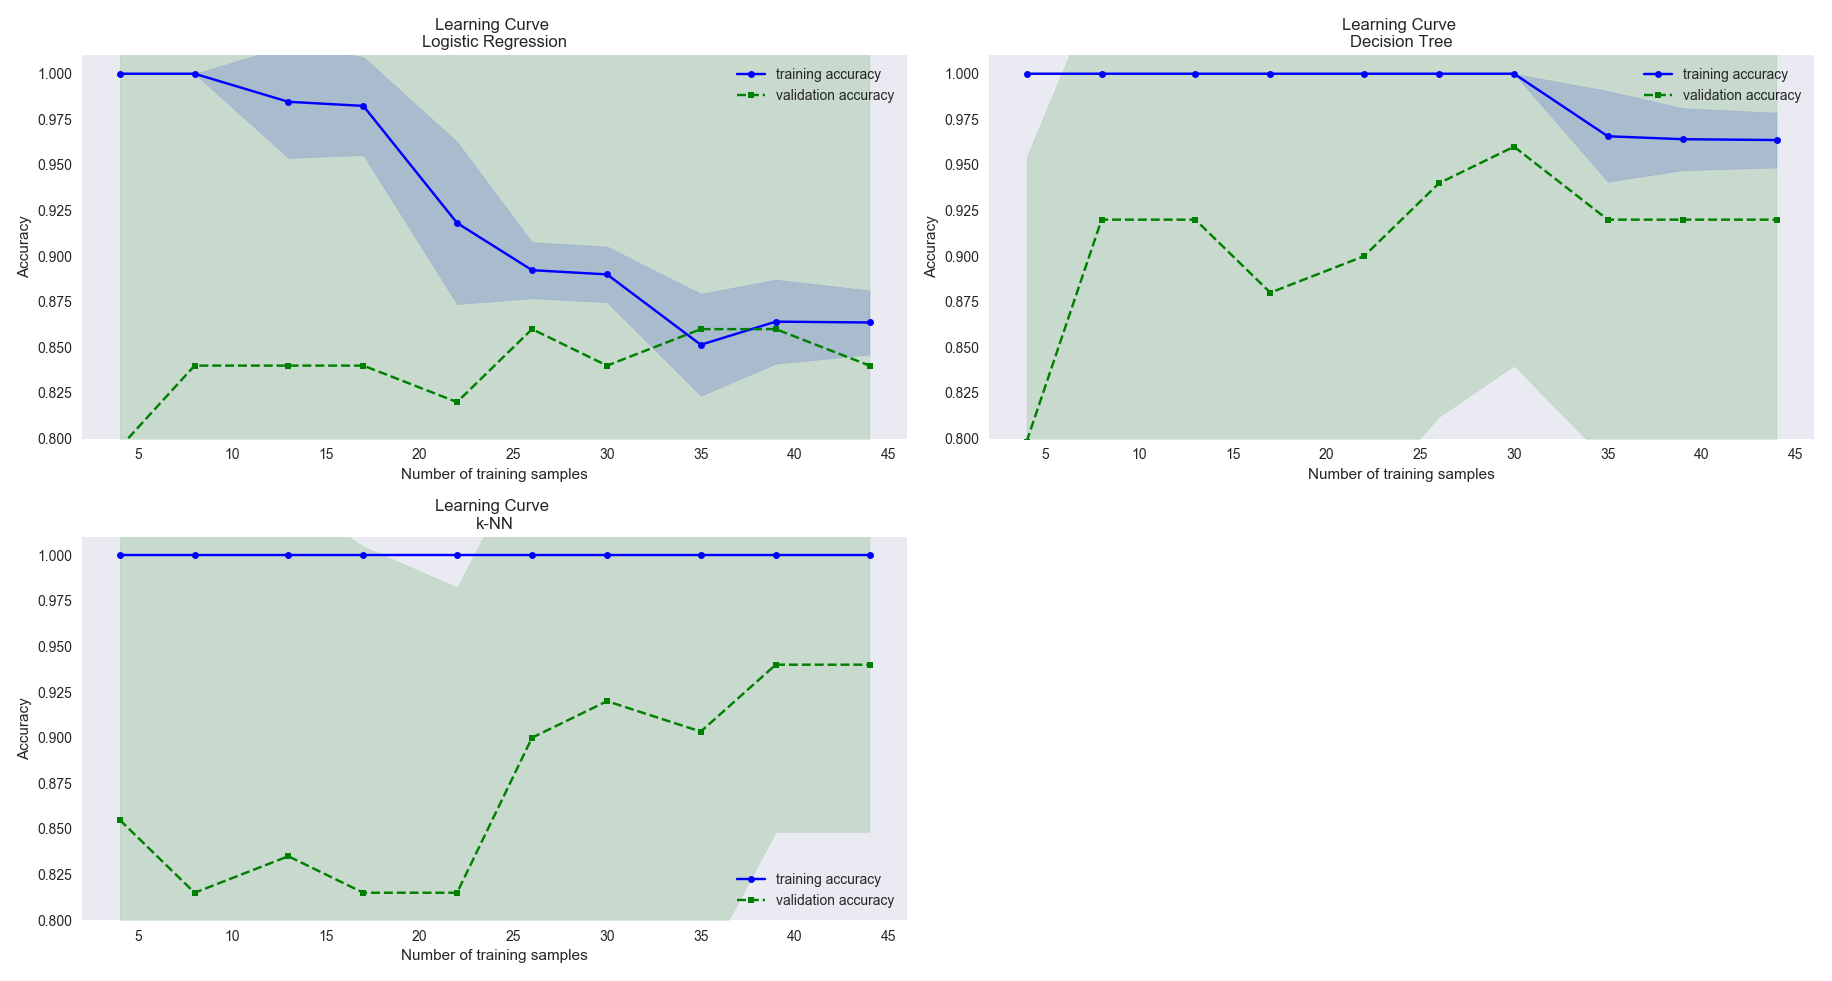 Learning Curve
Logistic Regression
1.000
0.975
0.950
0.925
0.900
0.875
0.850
0.825
0.800
Accuracy
training accuracy
validation accuracy
5 10 15 20 25 30 35 40 45
Number of training samples
Learning Curve
Decision Tree
1.000
0.975
0.950
0.925
0.900
0.875
0.850
0.825
0.800
Accuracy
training accuracy
validation accuracy
5 10 15 20 25 30 35 40 45
Number of training samples
Learning Curve
k-NN
1.000
0.975
0.950
0.925
0.900
0.875
0.850
0.825
0.800
Accuracy
training accuracy
validation accuracy
5 10 15 20 25 30 35 40 45
Number of training samples